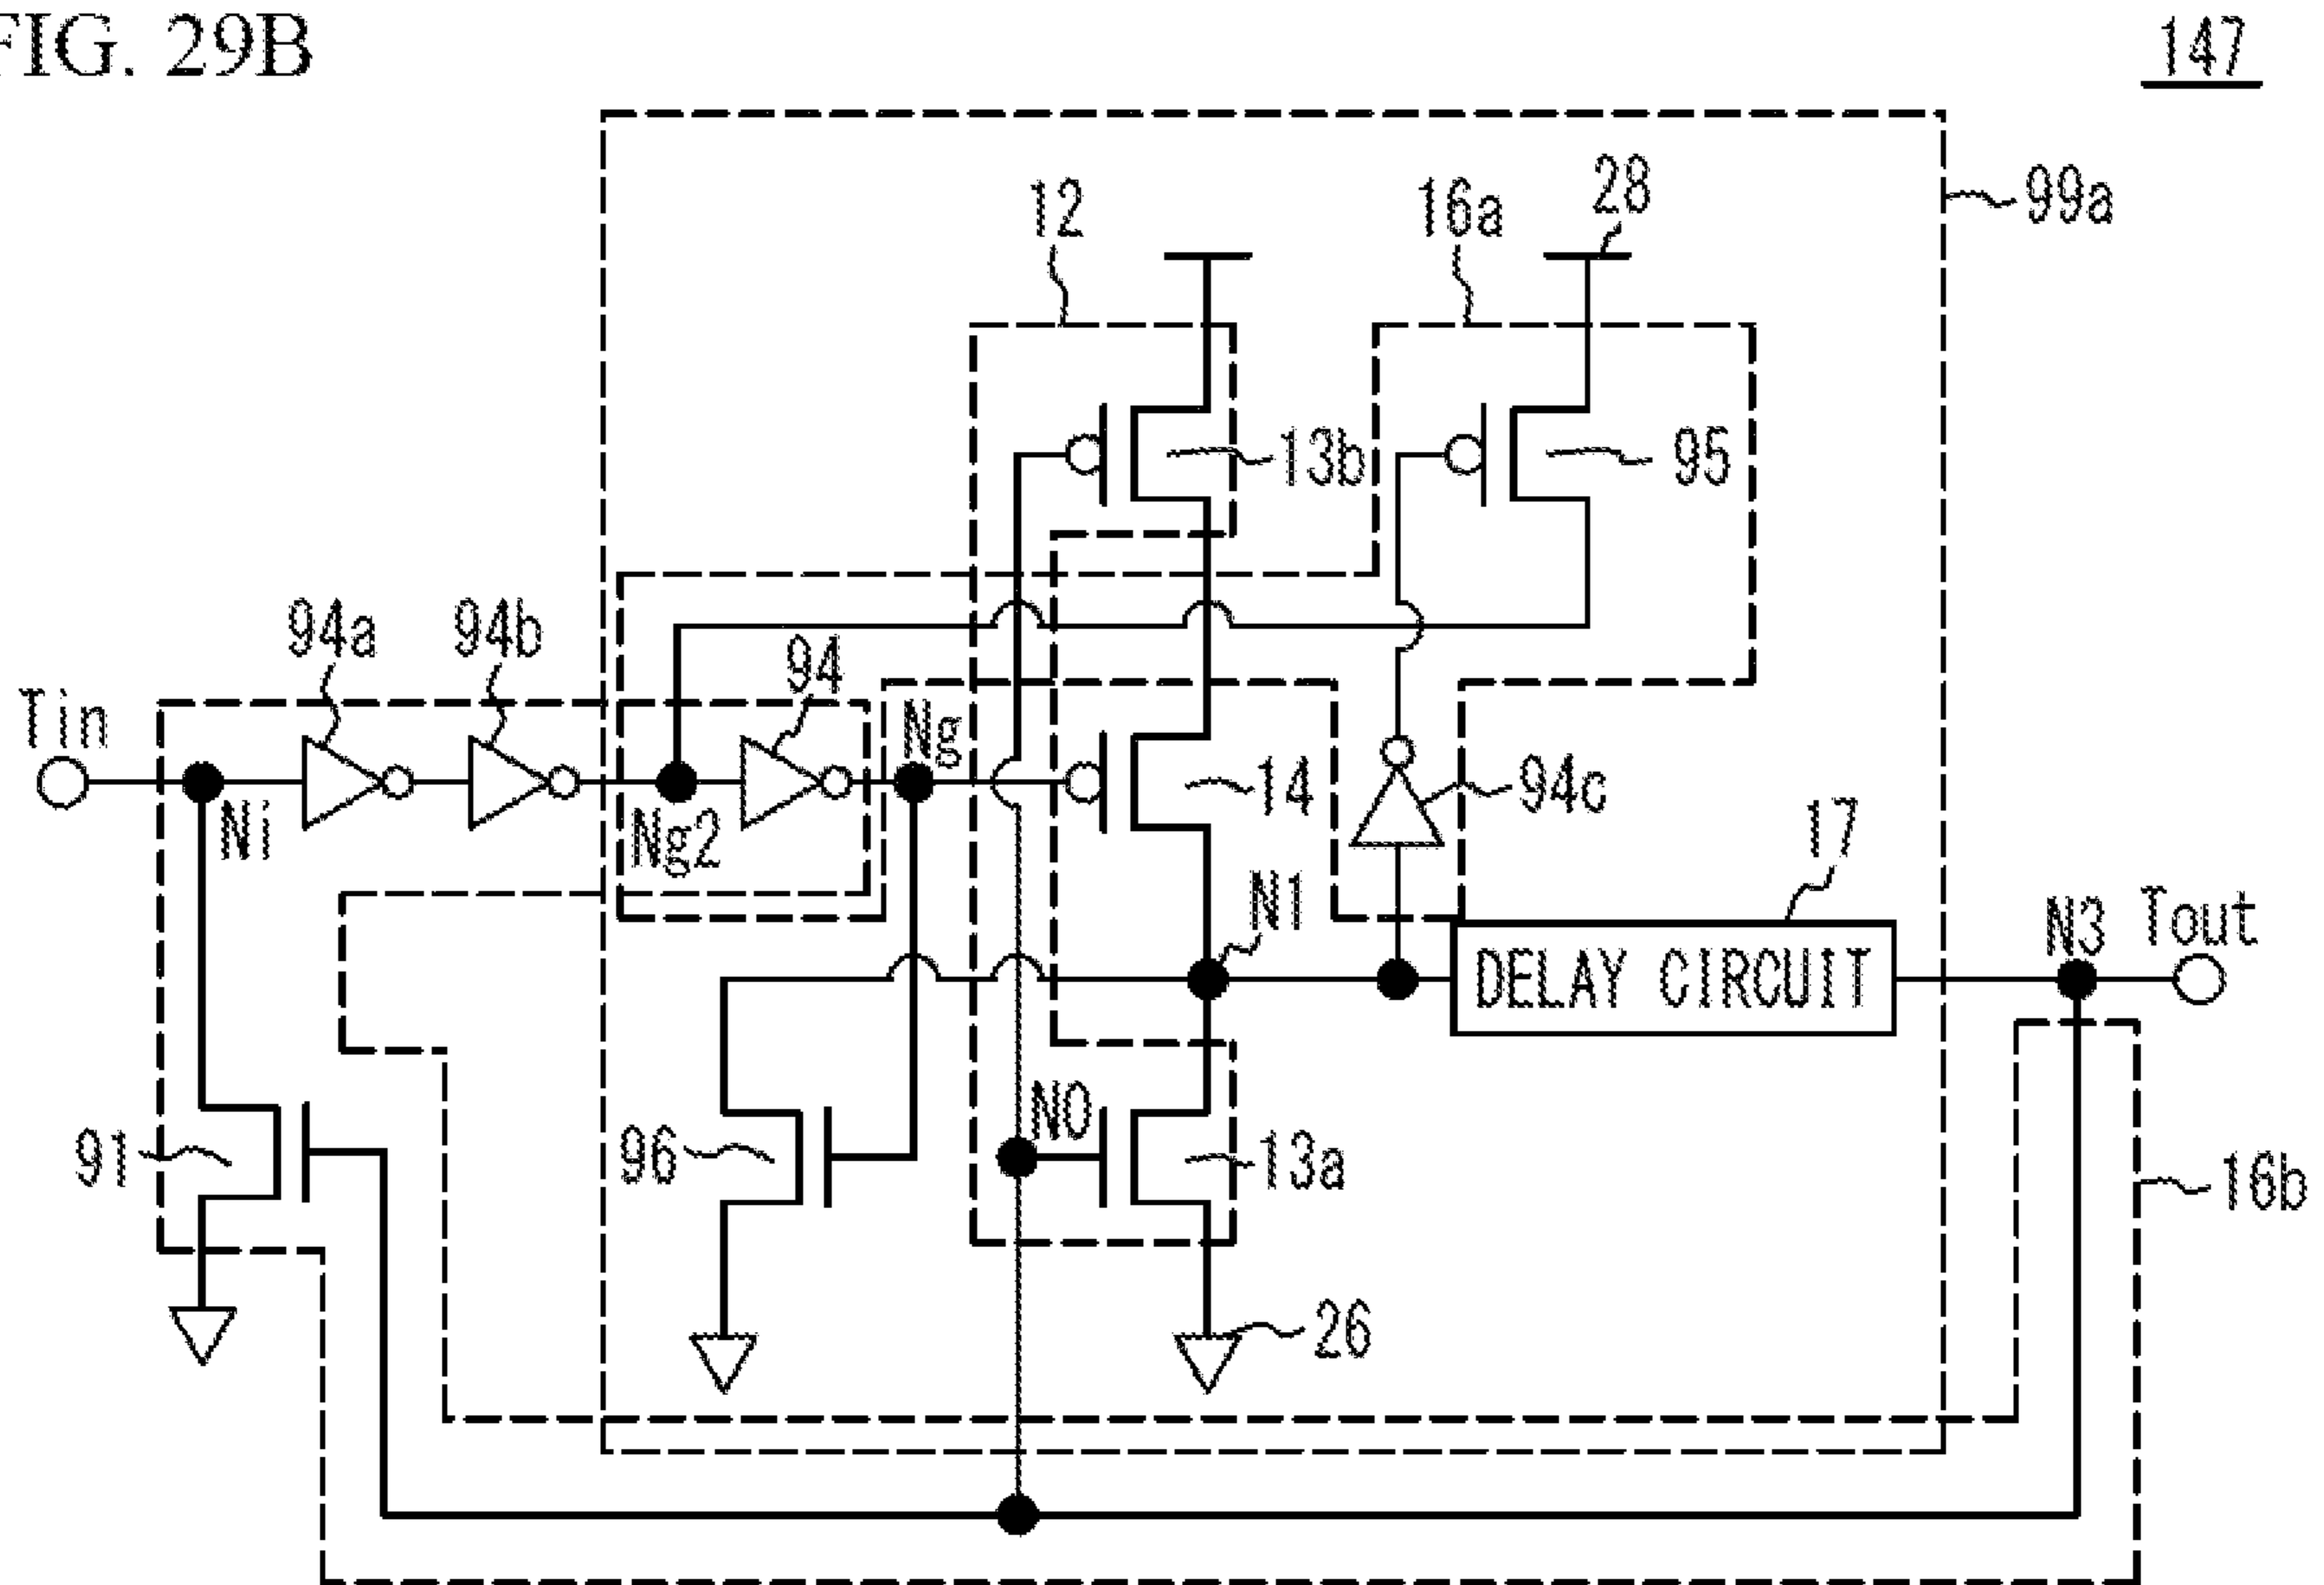 FIG. 29B
147
99a
12
16a
28
13b
95
94a
94b
94
Tin
Ng
14
94c
Ni
Ng2
17
N1
N3
Tout
DELAY CIRCUIT
N0
91
96
13a
16b
26